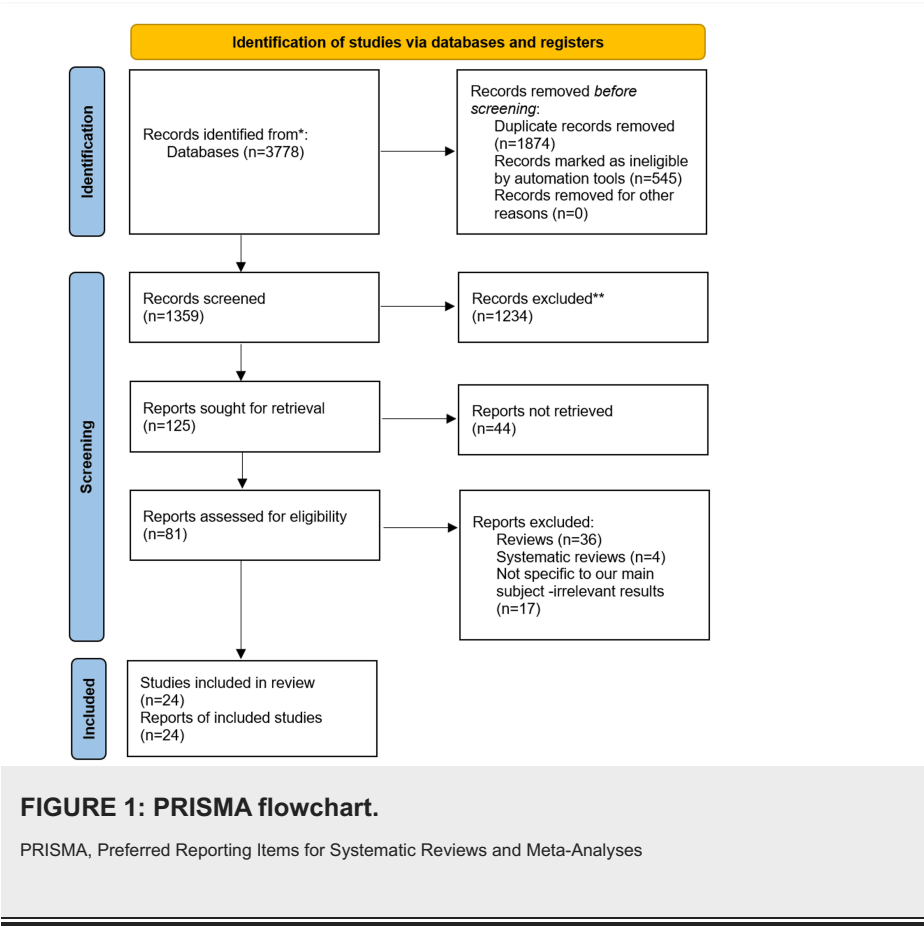 Identification of studies via databases and registers
Identification
Records identified from*:
Databases (n=3778)
Records removed before
screening:
Duplicate records removed
(n=1874)
Records marked as ineligible
by automation tools (n=545)
Records removed for other
reasons (n=0)
Screening
Records screened
(n=1359)
Records excluded**
(n=1234)
Reports sought for retrieval
(n=125)
Reports not retrieved
(n=44)
Reports assessed for eligibility
(n=81)
Reports excluded:
Reviews (n=36)
Systematic reviews (n=4)
Not specific to our main
subject -irrelevant results
(n=17)
Included
Studies included in review
(n=24)
Reports of included studies
(n=24)
FIGURE 1: PRISMA flowchart.
PRISMA, Preferred Reporting Items for Systematic Reviews and Meta-Analyses